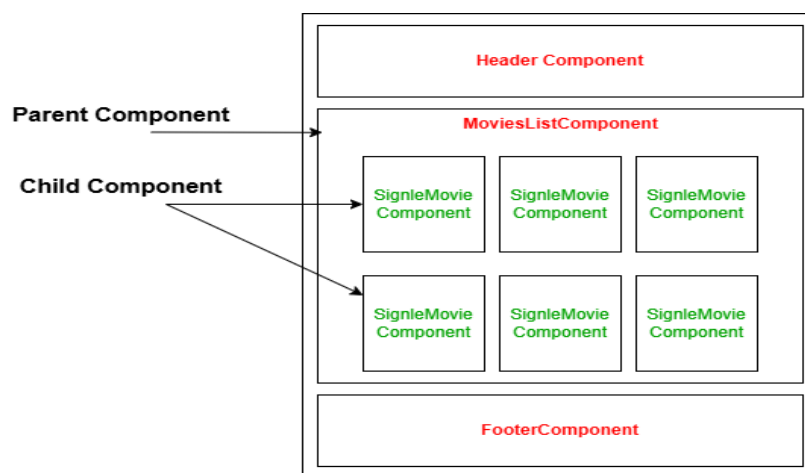 Header Component
Parent Component
MoviesListComponent
Child Component
SignleMovie
Component
SignleMovie
Component
SignleMovie
Component
SignleMovie
Component
SignleMovie
Component
SignleMovie
Component
FooterComponent